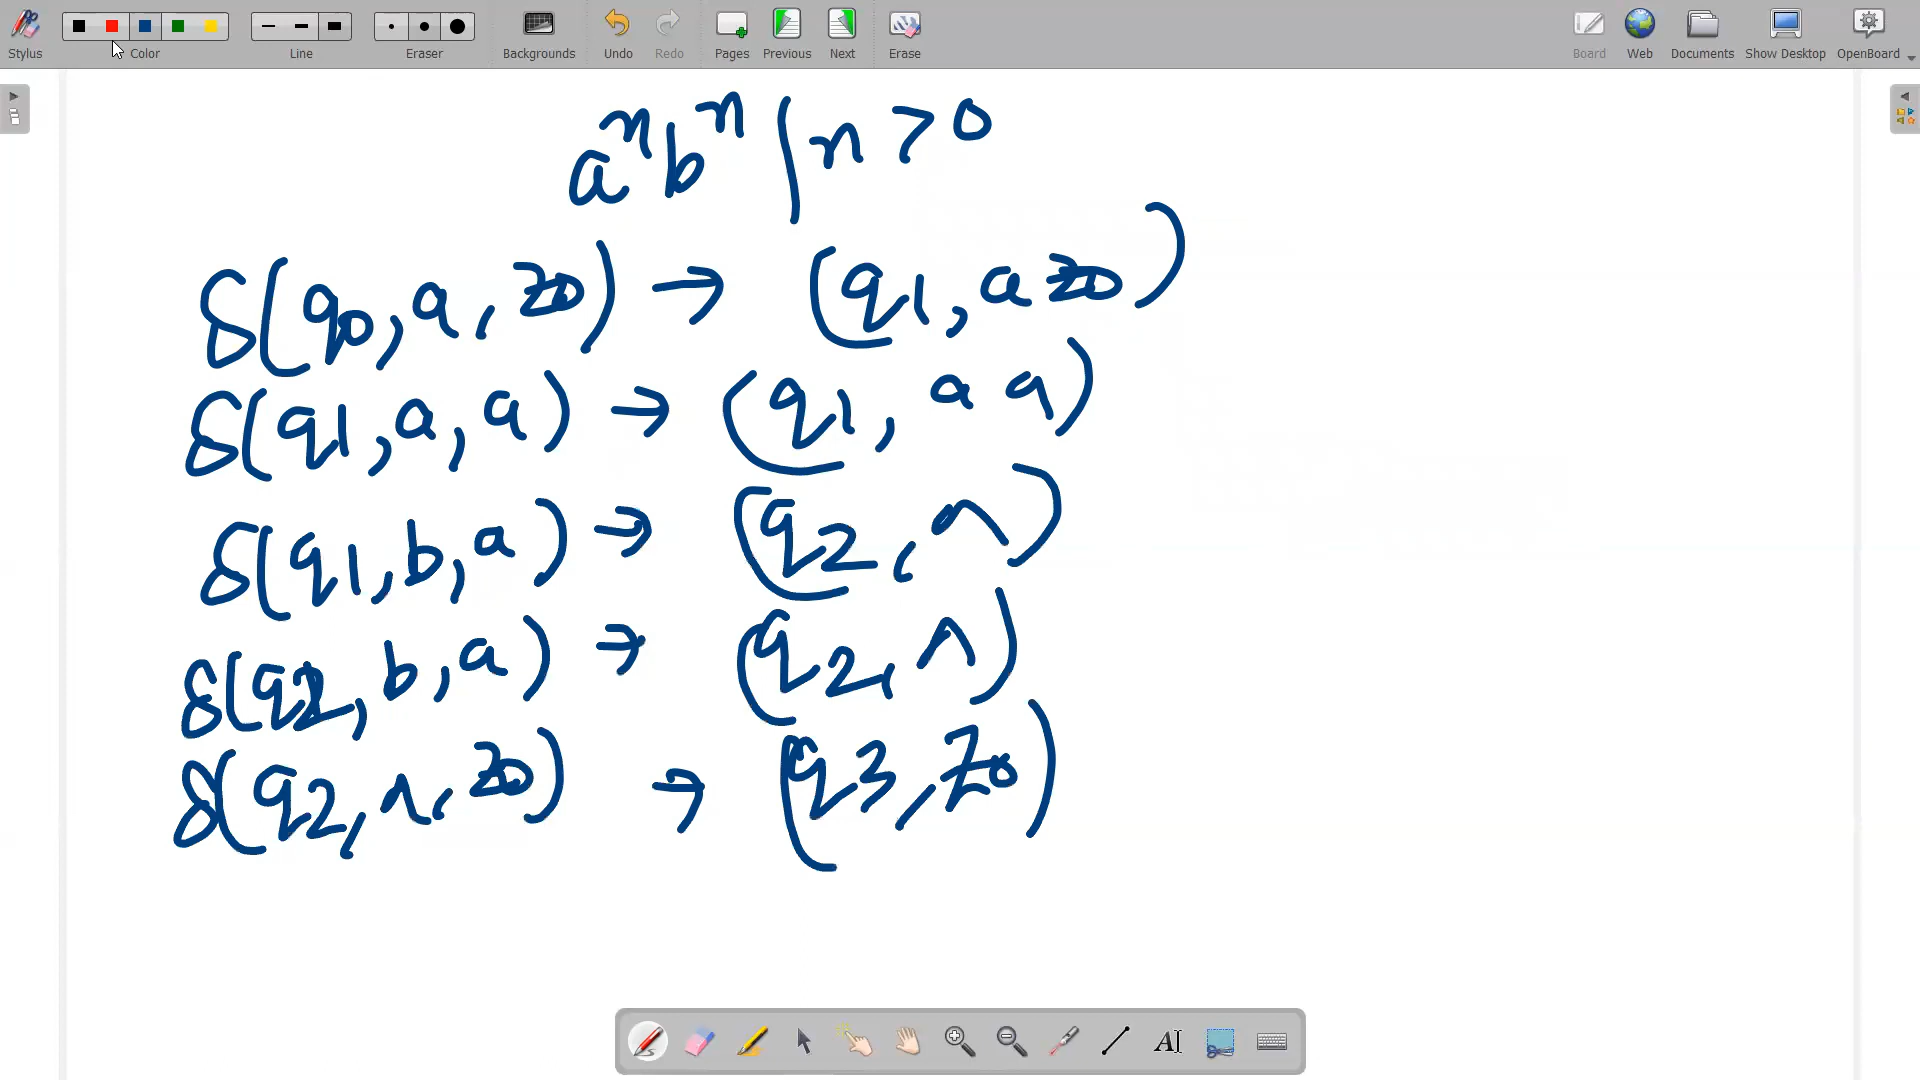 Stylus Color Line Eraser Backgrounds Undo Redo Pages Previous Next Erase Board Web Documents Show Desktop OpenBoard
aⁿbⁿ | n > 0
δ(q0, a, z0) → (q1, a z0)
δ(q1, a, a) → (q1, a a)
δ(q1, b, a) → (q2, ^)
δ(q2, b, a) → (q2, ^)
δ(q2, ^, z0) → (q3, z0)